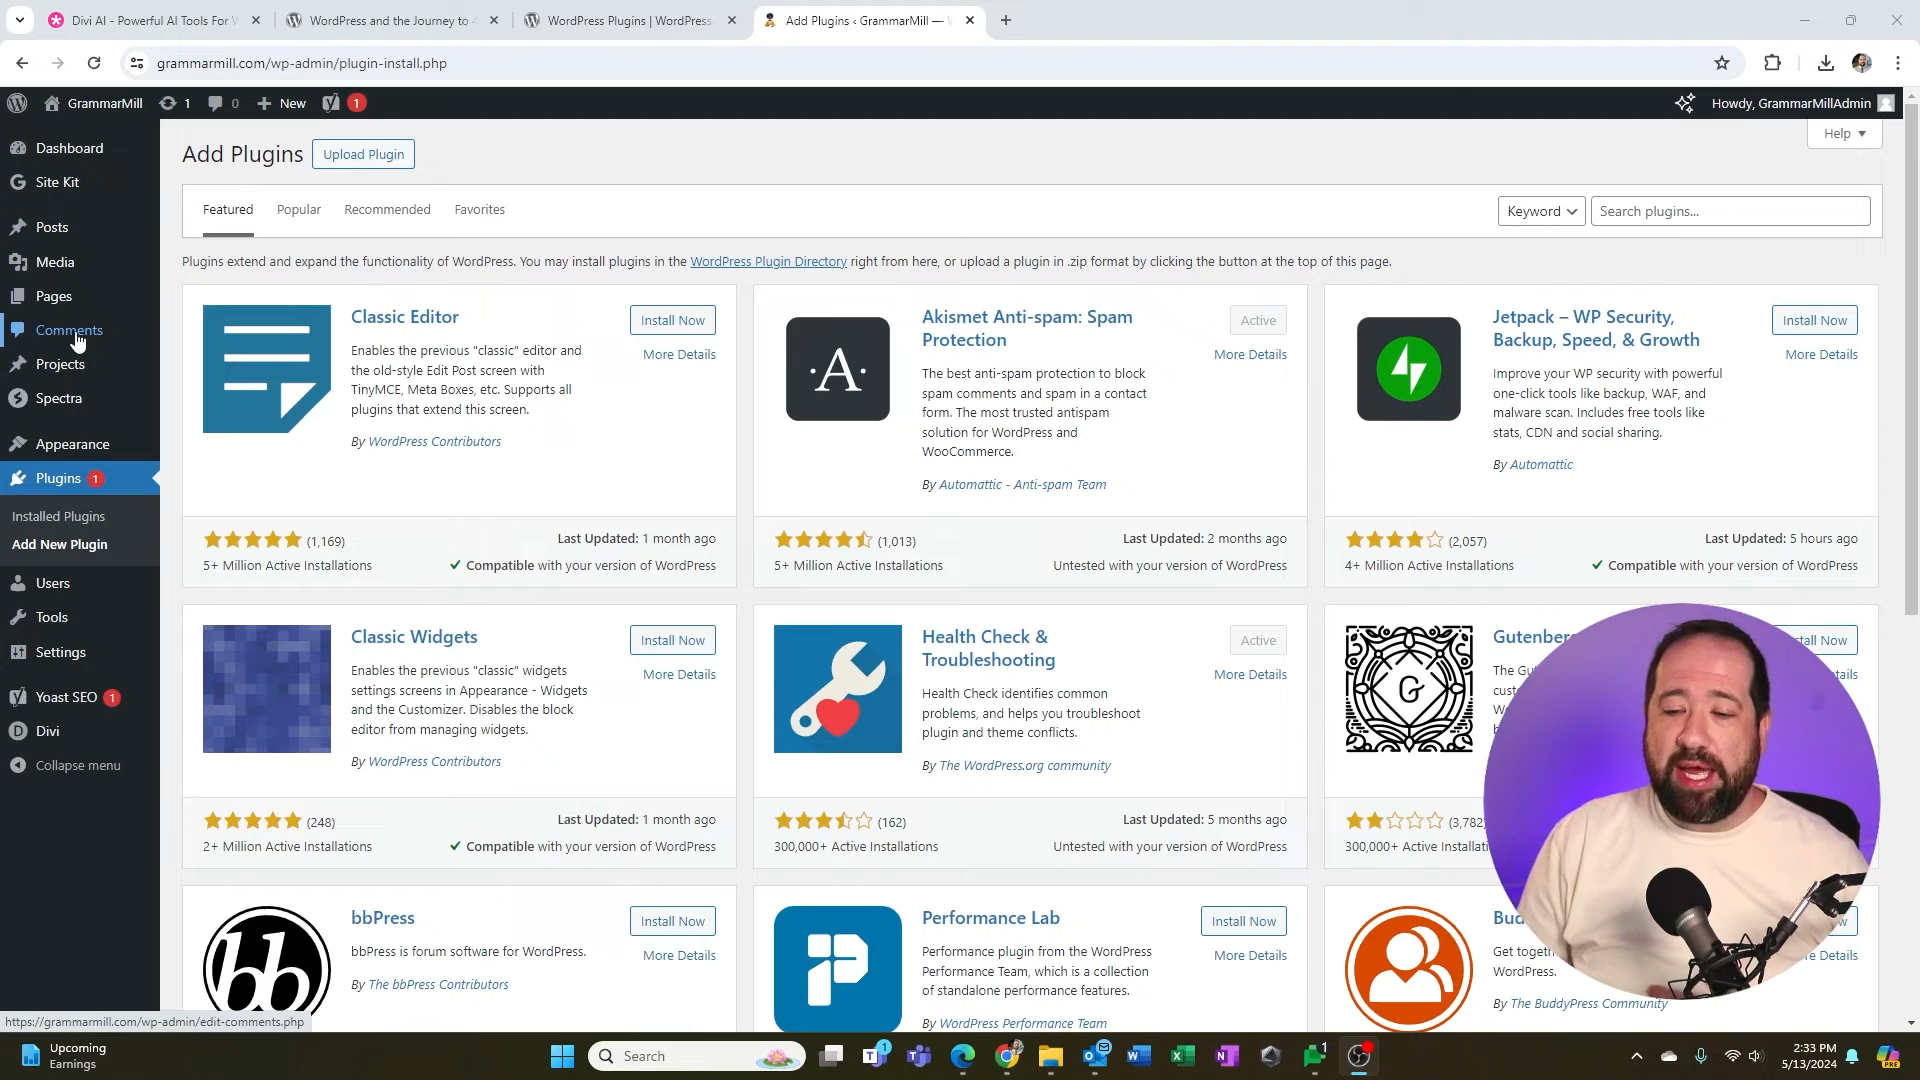 Divi AI - Powerful AI Tools For W
WordPress and the Journey to
WordPress Plugins | WordPress
Add Plugins ‹ GrammarMill —
grammarmill.com/wp-admin/plugin-install.php
GrammarMill
1
0
New
1
Howdy, GrammarMillAdmin
Help
Dashboard
Site Kit
Posts
Media
Pages
Comments
Projects
Spectra
Appearance
Plugins 1
Installed Plugins
Add New Plugin
Users
Tools
Settings
Yoast SEO 1
Divi
Collapse menu
Add Plugins
Upload Plugin
Featured
Popular
Recommended
Favorites
Keyword
Search plugins...
Plugins extend and expand the functionality of WordPress. You may install plugins in the WordPress Plugin Directory right from here, or upload a plugin in .zip format by clicking the button at the top of this page.
Classic Editor
Install Now
More Details
Enables the previous "classic" editor and
the old-style Edit Post screen with
TinyMCE, Meta Boxes, etc. Supports all
plugins that extend this screen.
By WordPress Contributors
(1,169)
Last Updated: 1 month ago
5+ Million Active Installations
Compatible with your version of WordPress
A
Akismet Anti-spam: Spam
Protection
Active
More Details
The best anti-spam protection to block
spam comments and spam in a contact
form. The most trusted antispam
solution for WordPress and
WooCommerce.
By Automattic - Anti-spam Team
(1,013)
Last Updated: 2 months ago
5+ Million Active Installations
Untested with your version of WordPress
Jetpack – WP Security,
Backup, Speed, & Growth
Install Now
More Details
Improve your WP security with powerful
one-click tools like backup, WAF, and
malware scan. Includes free tools like
stats, CDN and social sharing.
By Automattic
(2,057)
Last Updated: 5 hours ago
4+ Million Active Installations
Compatible with your version of WordPress
Classic Widgets
Install Now
More Details
Enables the previous "classic" widgets
settings screens in Appearance - Widgets
and the Customizer. Disables the block
editor from managing widgets.
By WordPress Contributors
(248)
Last Updated: 1 month ago
2+ Million Active Installations
Compatible with your version of WordPress
Health Check &
Troubleshooting
Active
More Details
Health Check identifies common
problems, and helps you troubleshoot
plugin and theme conflicts.
By The WordPress.org community
(162)
Last Updated: 5 months ago
300,000+ Active Installations
Untested with your version of WordPress
G
Gutenber
Now
The
(3,782)
300,000+ Active
bb
bbPress
Install Now
More Details
bbPress is forum software for WordPress.
By The bbPress Contributors
Performance Lab
Install Now
More Details
Performance plugin from the WordPress
Performance Team, which is a collection
of standalone performance features.
By WordPress Performance Team
Details
Get
WordPress.
By The BuddyPress Community
https://grammarmill.com/wp-admin/edit-comments.php
Upcoming
Earnings
Search
1
1
2:33 PM
5/13/2024
PRE